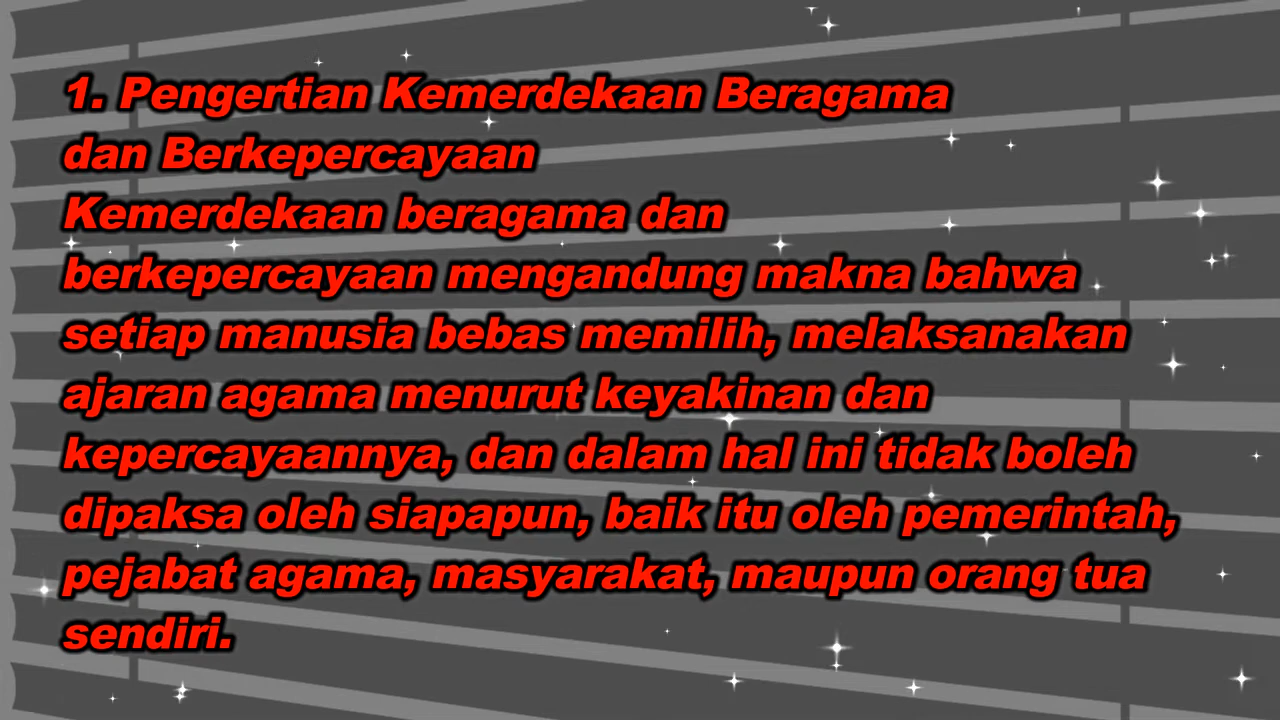 1. Pengertian Kemerdekaan Beragama
dan Berkepercayaan
Kemerdekaan beragama dan
berkepercayaan mengandung makna bahwa
setiap manusia bebas memilih, melaksanakan
ajaran agama menurut keyakinan dan
kepercayaannya, dan dalam hal ini tidak boleh
dipaksa oleh siapapun, baik itu oleh pemerintah,
pejabat agama, masyarakat, maupun orang tua
sendiri.